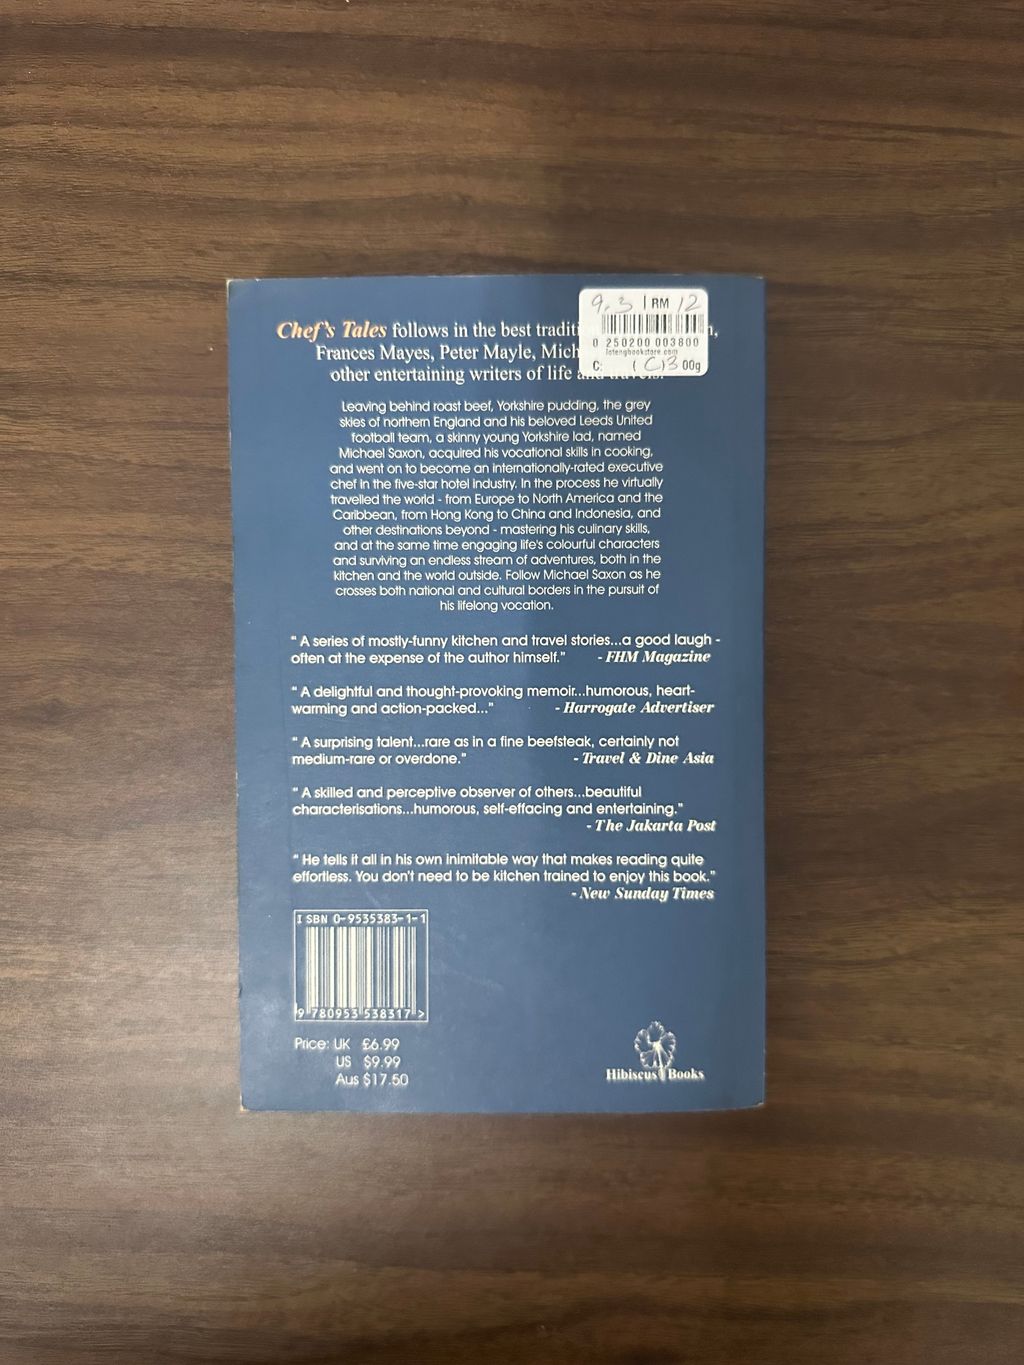 Chef's Tales follows in the best traditi n,
Frances Mayes, Peter Mayle, Mich
other entertaining writers of life and travels.
9.3 | RM 12
0 250200 003800
lotengbookstore.com
C: (C)3 00g
Leaving behind roast beef, Yorkshire pudding, the grey
skies of northern England and his beloved Leeds United
football team, a skinny young Yorkshire lad, named
Michael Saxon, acquired his vocational skills in cooking,
and went on to become an internationally-rated executive
chef in the five-star hotel industry. In the process he virtually
travelled the world - from Europe to North America and the
Caribbean, from Hong Kong to China and Indonesia, and
other destinations beyond - mastering his culinary skills,
and at the same time engaging life's colourful characters
and surviving an endless stream of adventures, both in the
kitchen and the world outside. Follow Michael Saxon as he
crosses both national and cultural borders in the pursuit of
his lifelong vocation.
" A series of mostly-funny kitchen and travel stories...a good laugh -
often at the expense of the author himself." - FHM Magazine
" A delightful and thought-provoking memoir...humorous, heart-
warming and action-packed..." - Harrogate Advertiser
" A surprising talent...rare as in a fine beefsteak, certainly not
medium-rare or overdone." - Travel & Dine Asia
" A skilled and perceptive observer of others...beautiful
characterisations...humorous, self-effacing and entertaining."
- The Jakarta Post
" He tells it all in his own inimitable way that makes reading quite
effortless. You don't need to be kitchen trained to enjoy this book."
- New Sunday Times
ISBN 0-9535383-1-1
9 780953 538317 >
Price: UK £6.99
US $9.99
Aus $17.50
Hibiscus Books